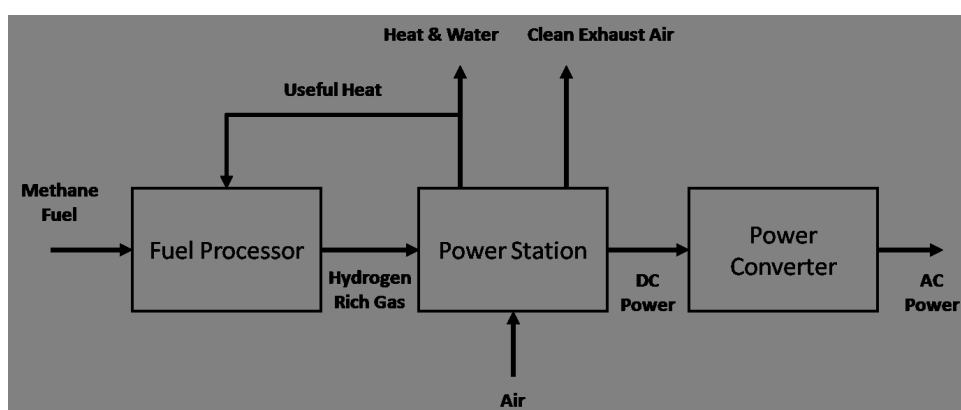 Heat & Water
Clean Exhaust Air
Useful Heat
Methane
Fuel
Fuel Processor
Hydrogen
Rich Gas
Power Station
DC
Power
Power
Converter
AC
Power
Air